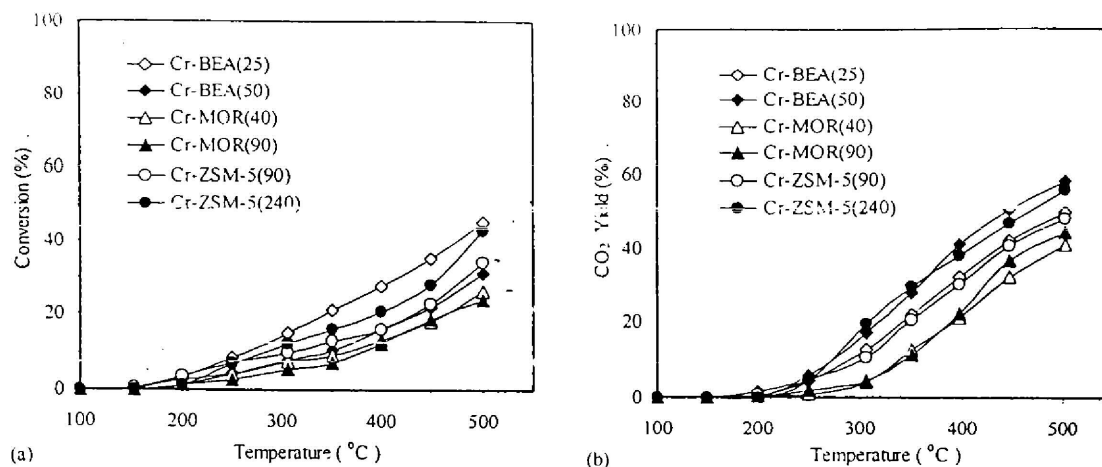 100
80
60
40
20
0
Conversion (%)
Cr-BEA(25)
Cr-BEA(50)
Cr-MOR(40)
Cr-MOR(90)
Cr-ZSM-5(90)
Cr-ZSM-5(240)
100 200 300 400 500
Temperature ( °C)
(a)
100
80
60
40
20
0
CO2 Yield (%)
Cr-BEA(25)
Cr-BEA(50)
Cr-MOR(40)
Cr-MOR(90)
Cr-ZSM-5(90)
Cr-ZSM-5(240)
100 200 300 400 500
Temperature ( °C)
(b)